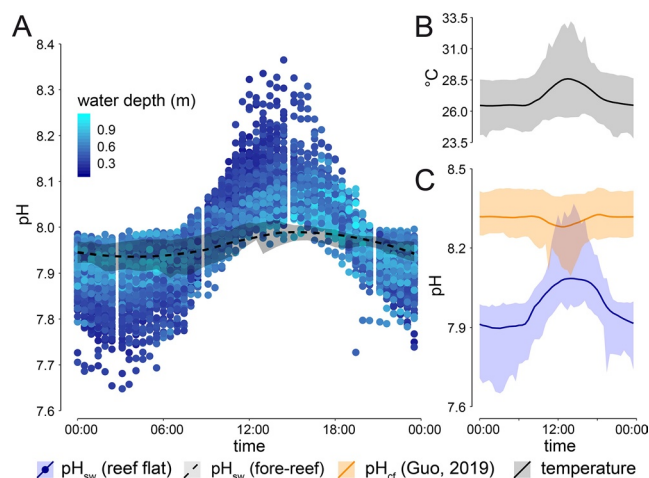 A
8.4
8.3
8.2
8.1
8.0
7.9
7.8
7.7
7.6
pH
water depth (m)
0.9
0.6
0.3
00:00
06:00
12:00
18:00
00:00
time
B
33.5
31.0
28.5
26.0
23.5
°C
C
8.5
8.2
7.9
7.6
pH
00:00
12:00
00:00
time
pHsw (reef flat)
pHsw (fore-reef)
pHcf (Guo, 2019)
temperature